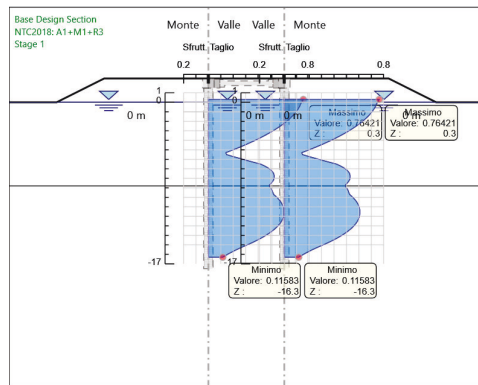 Base Design Section
NTC2018: A1+M1+R3
Stage 1
Monte Valle Valle Monte
Sfrutt. Taglio Sfrutt. Taglio
0.2 0.2 0.8 0.8
1
0
0 m 0 m 0 m 0 m
Massimo
Valore: 0.76421
Z : 0.3
Massimo
Valore: 0.76421
Z : 0.3
-17 -17
Minimo
Valore: 0.11583
Z : -16.3
Minimo
Valore: 0.11583
Z : -16.3